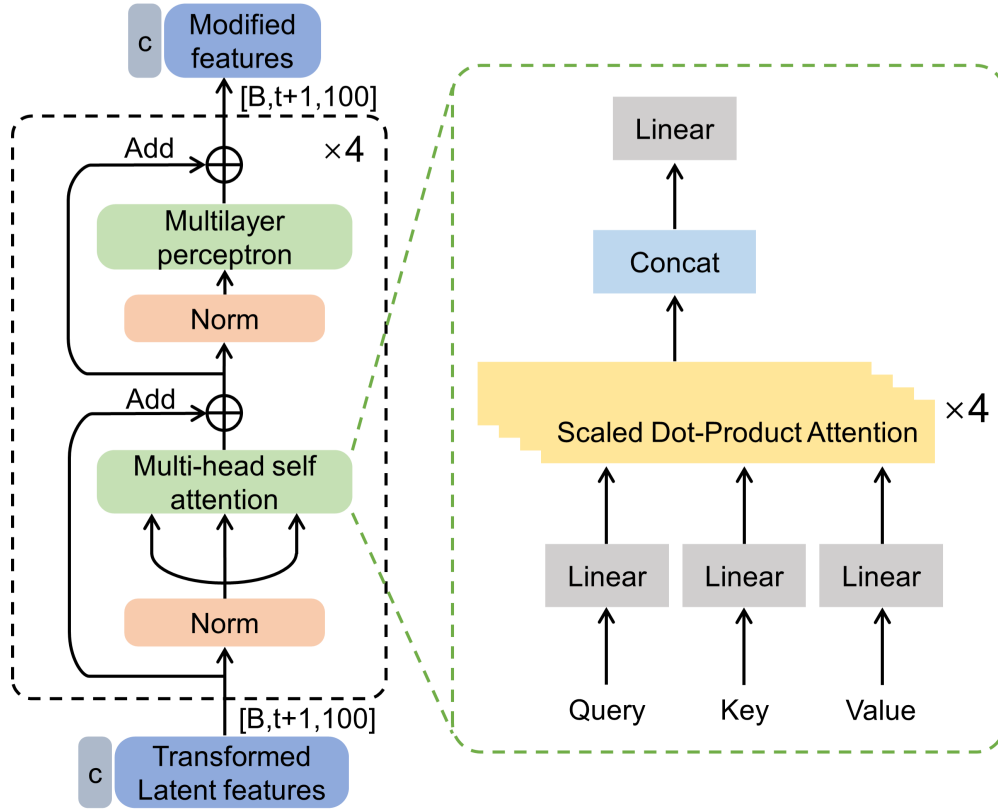 c
Modified
features
[B,t+1,100]
×4
Add
Multilayer
perceptron
Norm
Add
Multi-head self
attention
Norm
[B,t+1,100]
c
Transformed
Latent features
Linear
Concat
Scaled Dot-Product Attention
×4
Linear
Linear
Linear
Query
Key
Value